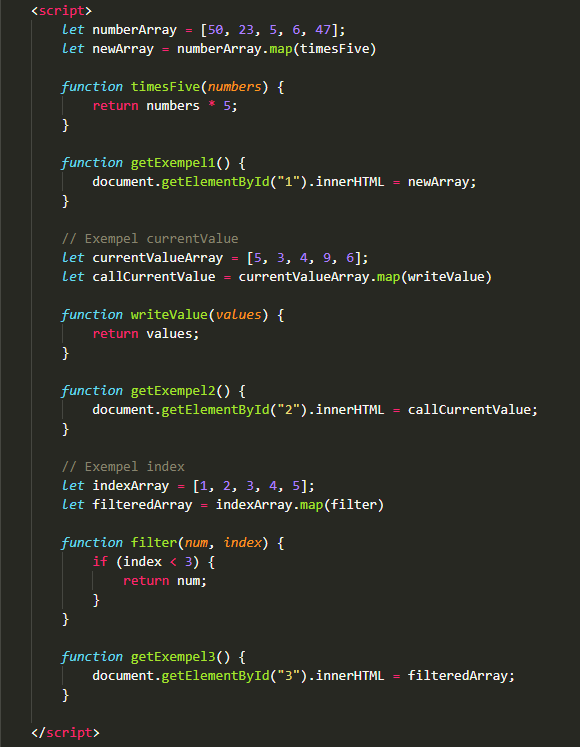 <script>
let numberArray = [50, 23, 5, 6, 47];
let newArray = numberArray.map(timesFive)
function timesFive(numbers) {
return numbers * 5;
}
function getExempel1() {
document.getElementById("1").innerHTML = newArray;
}
// Exempel currentValue
let currentValueArray = [5, 3, 4, 9, 6];
let callCurrentValue = currentValueArray.map(writeValue)
function writeValue(values) {
return values;
}
function getExempel2() {
document.getElementById("2").innerHTML = callCurrentValue;
}
// Exempel index
let indexArray = [1, 2, 3, 4, 5];
let filteredArray = indexArray.map(filter)
function filter(num, index) {
if (index < 3) {
return num;
}
}
function getExempel3() {
document.getElementById("3").innerHTML = filteredArray;
}
</script>